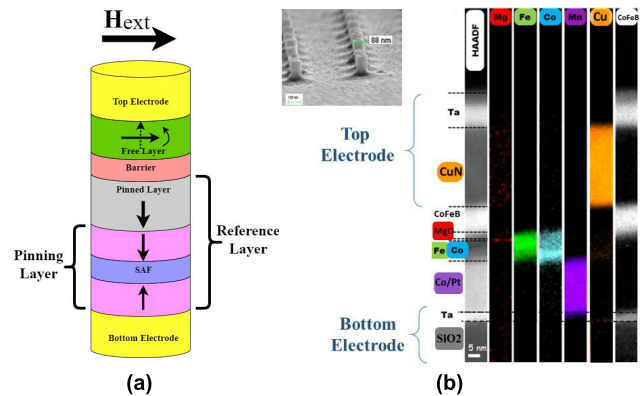 Hext
Top Electrode
Free Layer
Barrier
Pinned Layer
SAF
Bottom Electrode
Pinning
Layer
Reference
Layer
(a)
88 nm
Top
Electrode
Bottom
Electrode
HAADF
Mg
Fe
Co
Mn
Cu
CoFeB
Ta
CuN
CoFeB
MgO
Fe
Co
Co/Pt
Ta
SiO2
5 nm
(b)